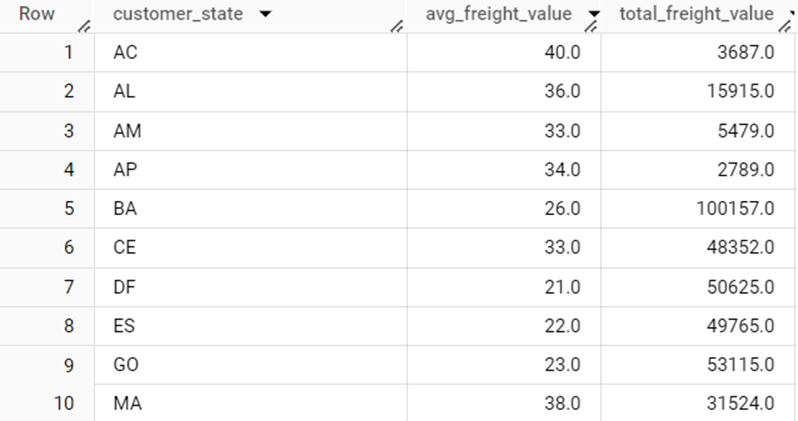 Row customer_state avg_freight_value total_freight_value
1 AC 40.0 3687.0
2 AL 36.0 15915.0
3 AM 33.0 5479.0
4 AP 34.0 2789.0
5 BA 26.0 100157.0
6 CE 33.0 48352.0
7 DF 21.0 50625.0
8 ES 22.0 49765.0
9 GO 23.0 53115.0
10 MA 38.0 31524.0